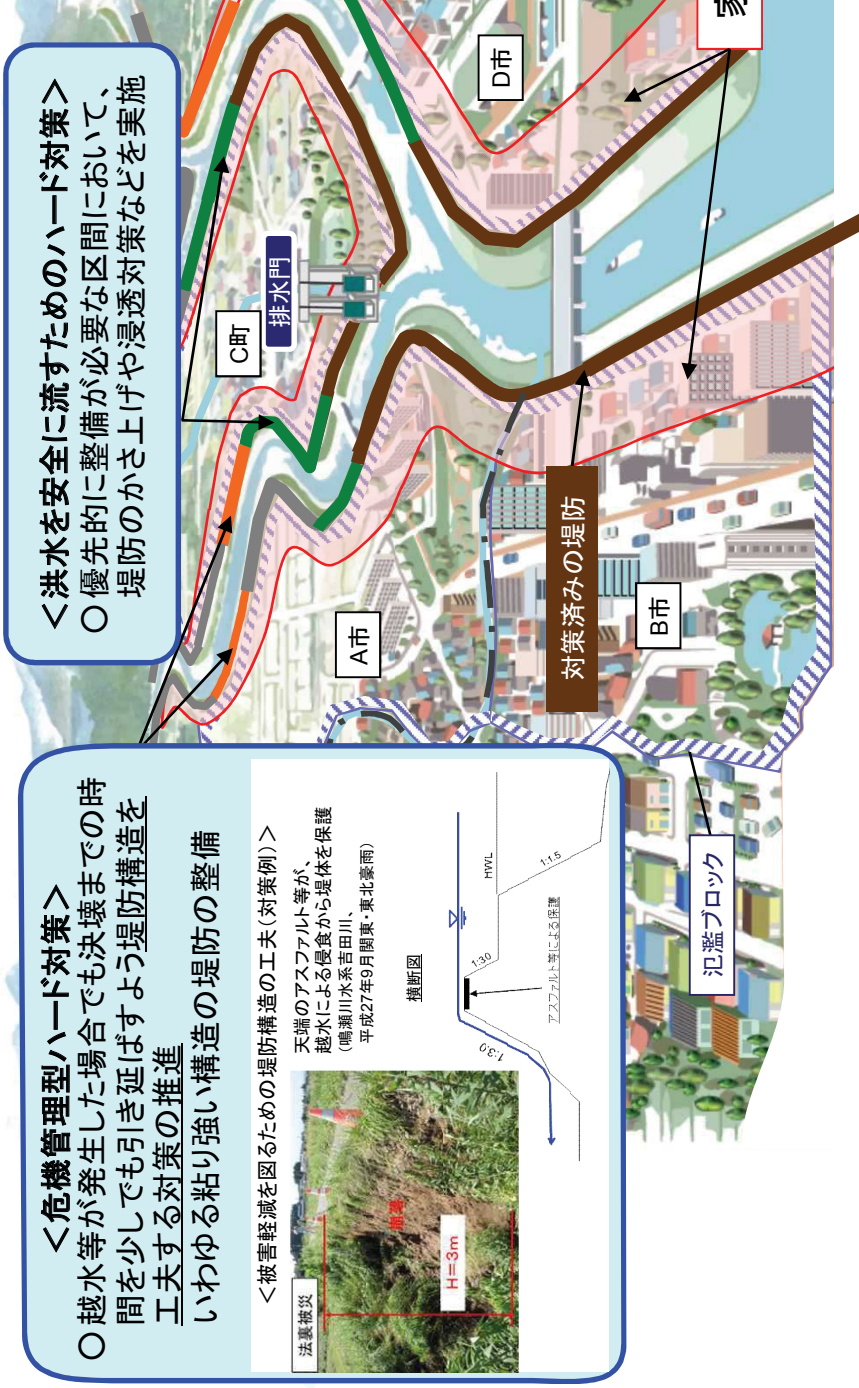 ＜危機管理型ハード対策＞
○ 越水等が発生した場合でも決壊までの時
間を少しでも引き延ばすよう堤防構造を
工夫する対策の推進
いわゆる粘り強い構造の堤防の整備
＜被害軽減を図るための堤防構造の工夫（対策例）＞
天端のアスファルト等が、
越水による侵食から堤体を保護
（鳴瀬川水系吉田川、
平成27年9月関東・東北豪雨）
法裏被災
H＝3m
横断図
HWL
1:30
1:3.0
1:1.5
アスファルト等による保護
＜洪水を安全に流すためのハード対策＞
○ 優先的に整備が必要な区間において、
堤防のかさ上げや浸透対策などを実施
C町
排水門
D市
A市
対策済みの堤防
B市
氾濫ブロック
家